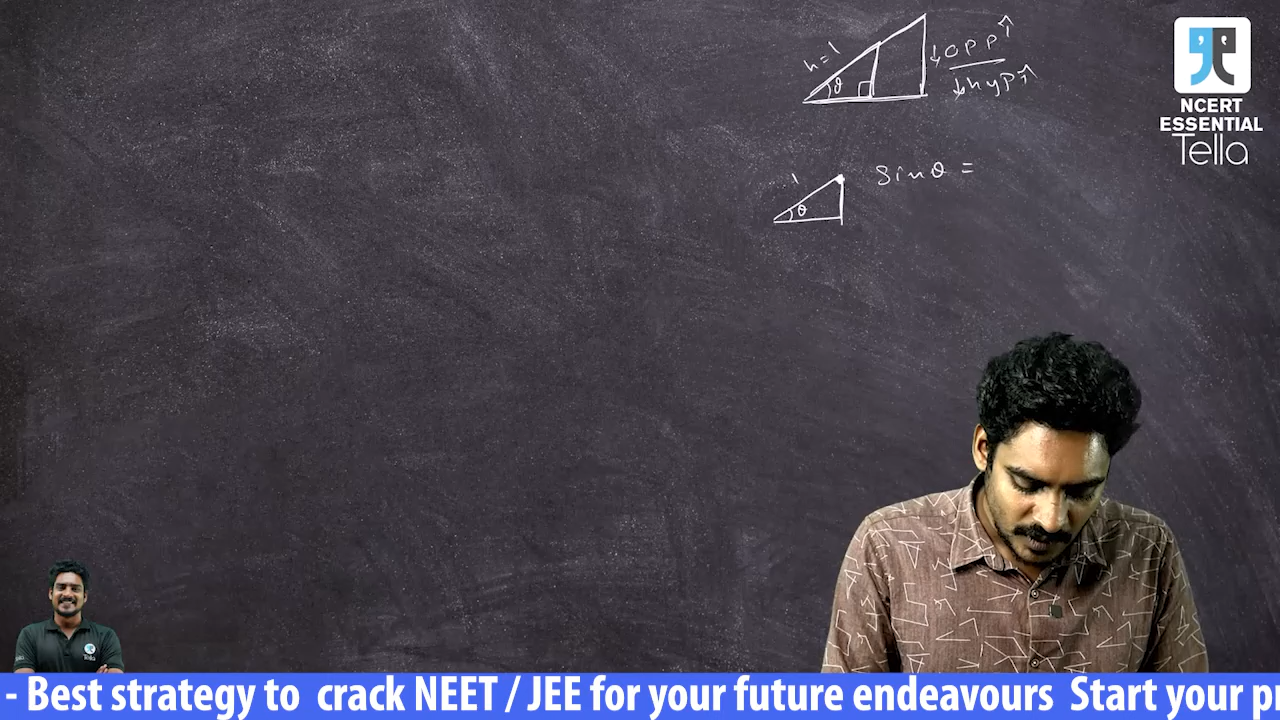 h=1
θ
↓opp↑
↓hyp↑
1
θ
sinθ =
NCERT
ESSENTIAL
Tella
Tella
- Best strategy to crack NEET / JEE for your future endeavours Start your p